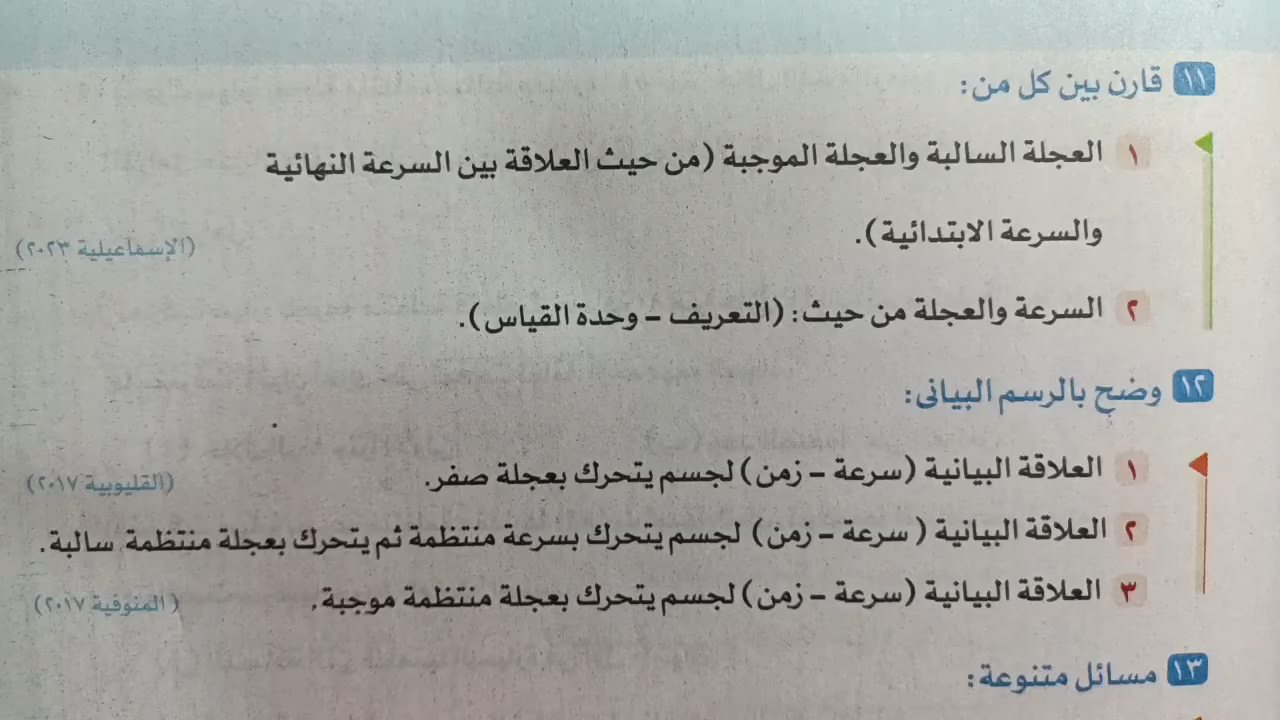 ١١ قارن بين كل من:
١ العجلة السالبة والعجلة الموجبة (من حيث العلاقة بين السرعة النهائية
والسرعة الابتدائية). (الإسماعيلية ٢٠٢٣)
٢ السرعة والعجلة من حيث: (التعريف – وحدة القياس).
١٢ وضح بالرسم البيانى:
١ العلاقة البيانية (سرعة – زمن) لجسم يتحرك بعجلة صفر. (القليوبية ٢٠١٧)
٢ العلاقة البيانية ( سرعة – زمن) لجسم يتحرك بسرعة منتظمة ثم يتحرك بعجلة منتظمة سالبة.
٣ العلاقة البيانية (سرعة – زمن) لجسم يتحرك بعجلة منتظمة موجبة. (المنوفية ٢٠١٧)
١٣ مسائل متنوعة: